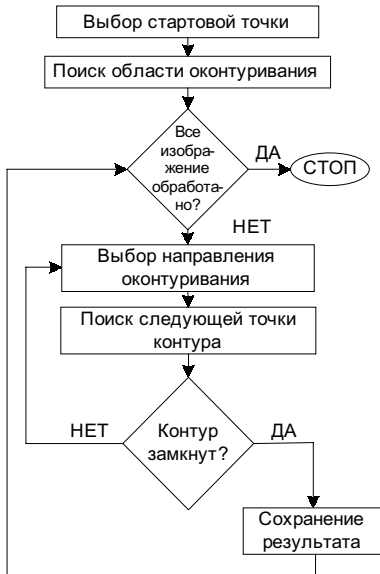 Выбор стартовой точки
Поиск области оконтуривания
Все
изобра-
жение
обработа-
но?
ДА
СТОП
НЕТ
Выбор направления
оконтуривания
Поиск следующей точки
контура
НЕТ
Контур
замкнут?
ДА
Сохранение
результата